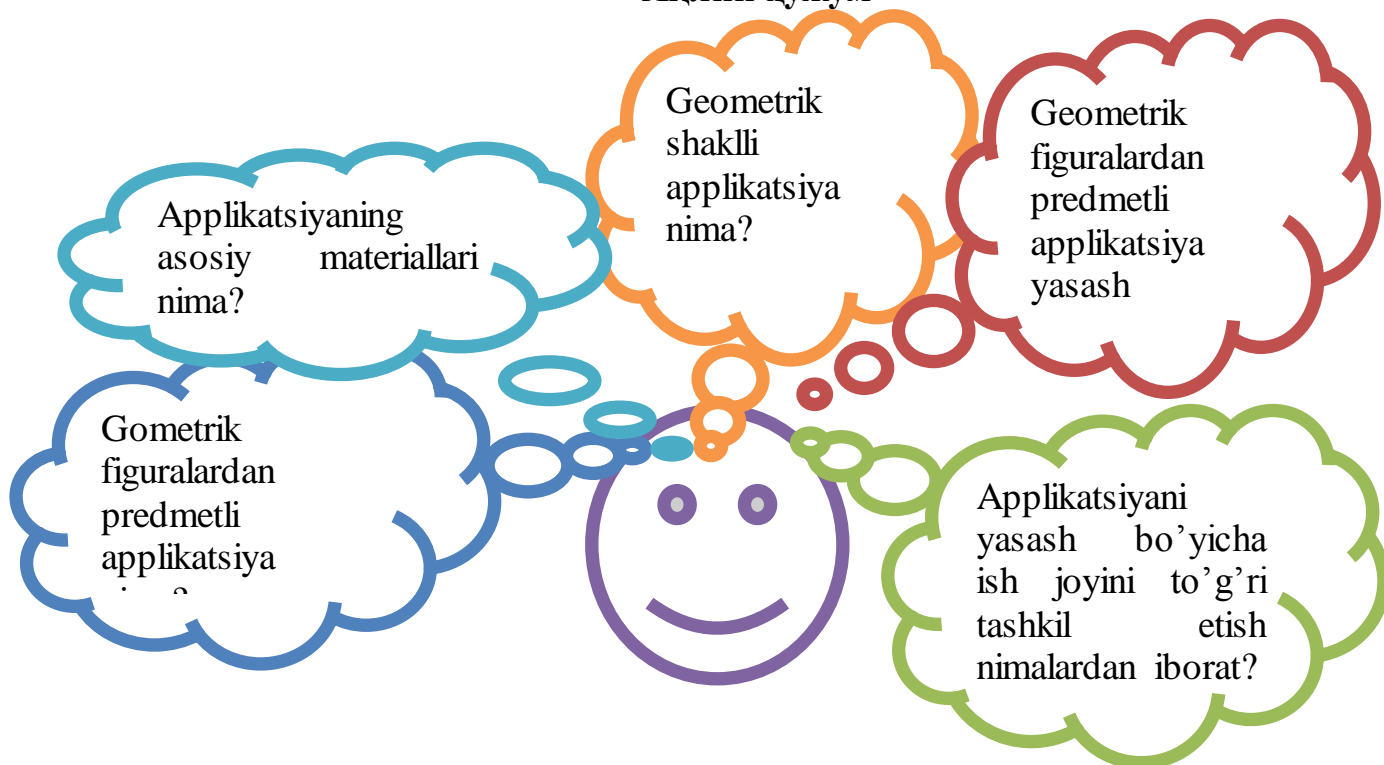 Geometrik
shaklli
applikatsiya
nima?
Geometrik
figuralardan
predmetli
applikatsiya
yasash
Applikatsiyaning
asosiy materiallari
nima?
Gometrik
figuralardan
predmetli
applikatsiya
Applikatsiyani
yasash bo’yicha
ish joyini to’g’ri
tashkil etish
nimalardan iborat?